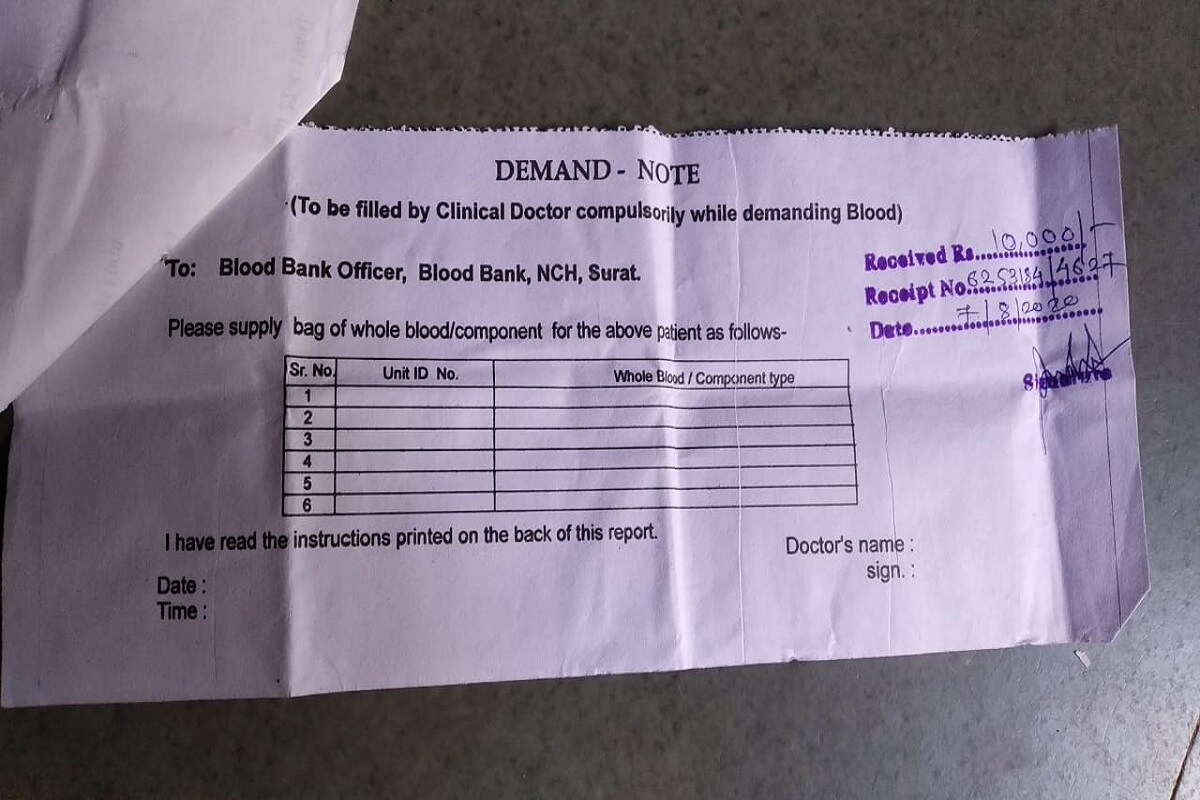 DEMAND - NOTE
(To be filled by Clinical Doctor compulsorily while demanding Blood)
To: Blood Bank Officer, Blood Bank, NCH, Surat.
Received Rs. 10,000/-
Receipt No. 6253184/4627
Date. 7/8/2020
Signature
Please supply bag of whole blood/component for the above patient as follows-
Sr. No. Unit ID No. Whole Blood / Component type
1
2
3
4
5
6
I have read the instructions printed on the back of this report.
Doctor's name :
sign. :
Date :
Time :